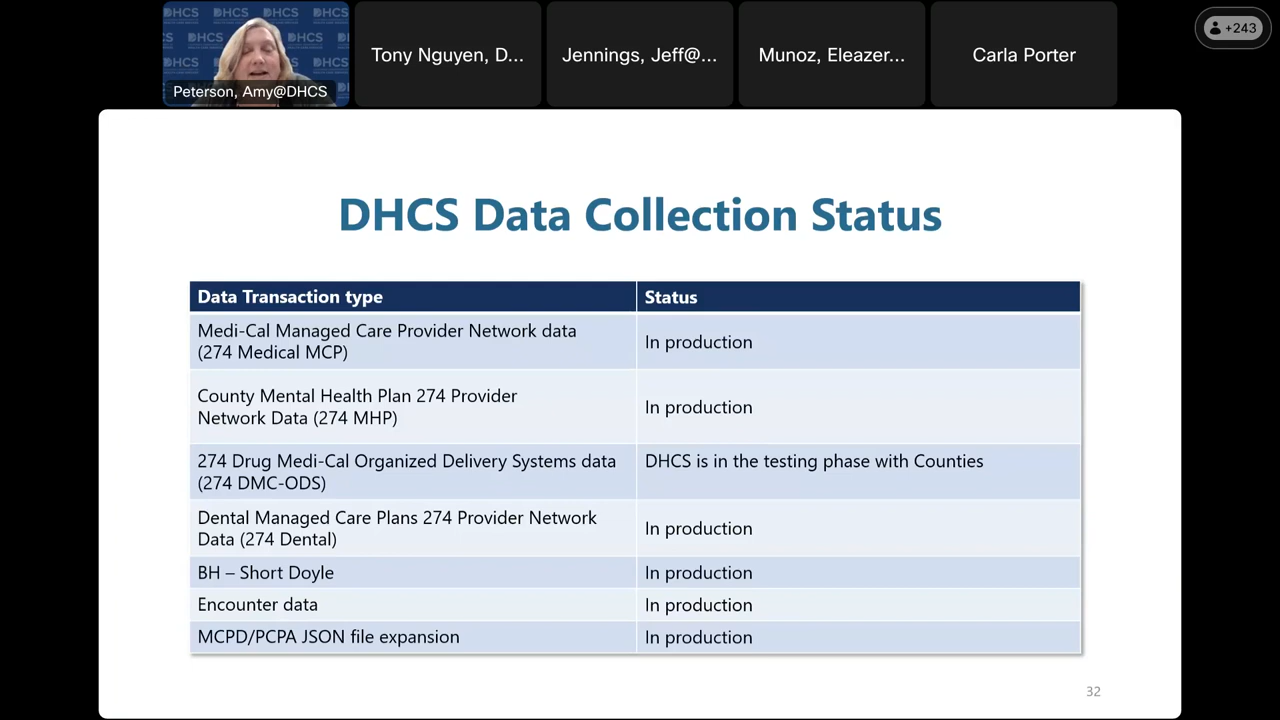 DHCS
Peterson, Amy@DHCS
Tony Nguyen, D...
Jennings, Jeff@...
Munoz, Eleazer...
Carla Porter
+243
DHCS Data Collection Status
Data Transaction type
Status
Medi-Cal Managed Care Provider Network data
(274 Medical MCP)
In production
County Mental Health Plan 274 Provider
Network Data (274 MHP)
In production
274 Drug Medi-Cal Organized Delivery Systems data
(274 DMC-ODS)
DHCS is in the testing phase with Counties
Dental Managed Care Plans 274 Provider Network
Data (274 Dental)
In production
BH – Short Doyle
In production
Encounter data
In production
MCPD/PCPA JSON file expansion
In production
32